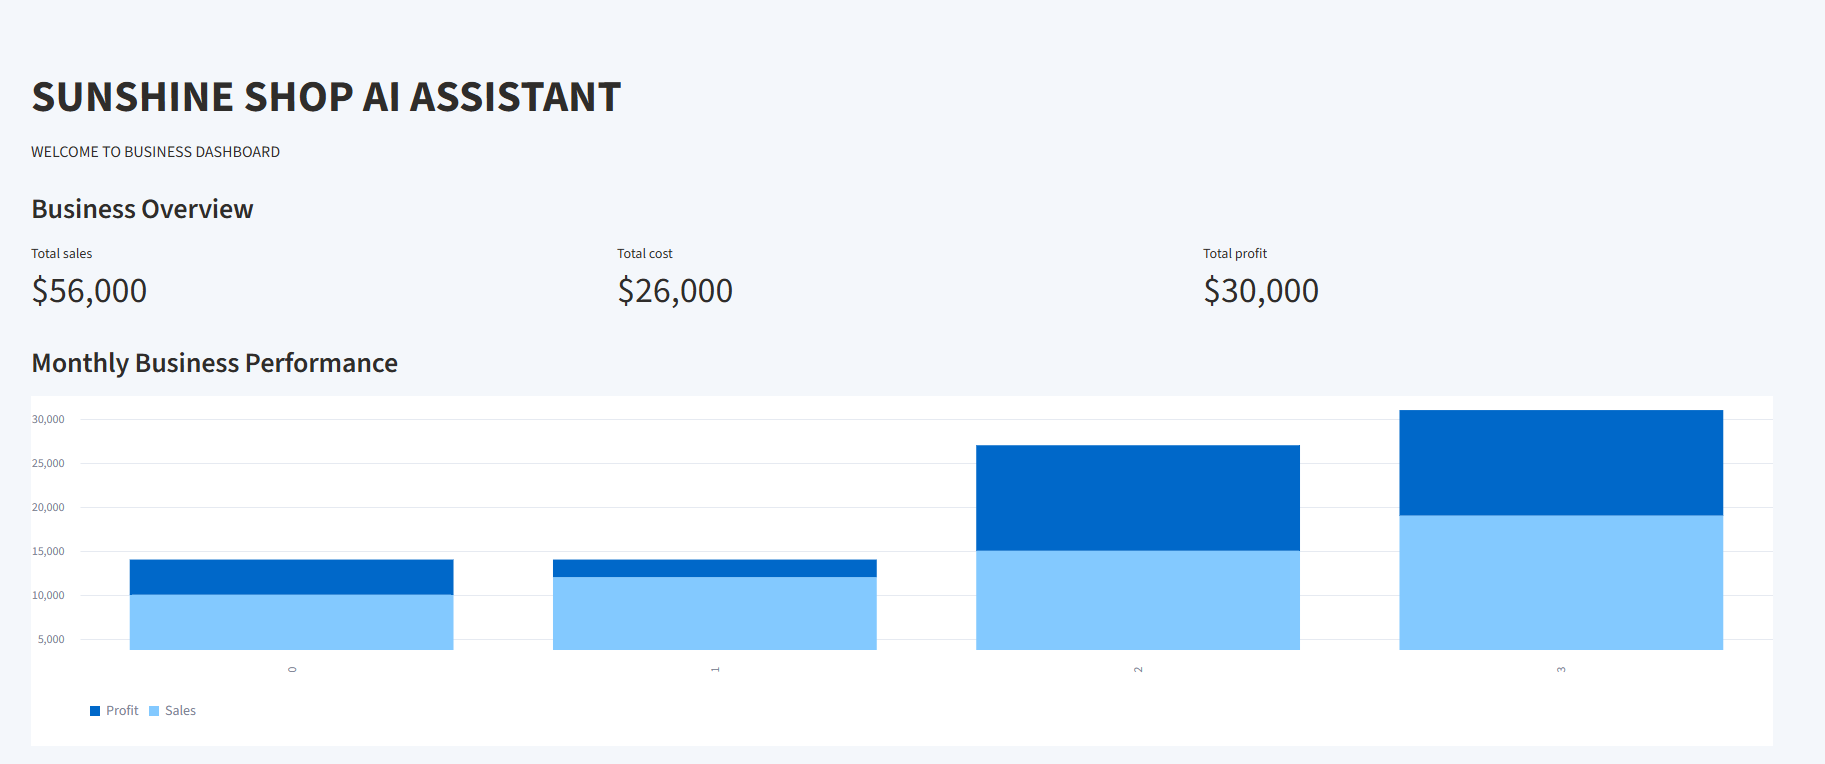 SUNSHINE SHOP AI ASSISTANT
WELCOME TO BUSINESS DASHBOARD
Business Overview
Total sales Total cost Total profit
$56,000 $26,000 $30,000
Monthly Business Performance
30,000
25,000
20,000
15,000
10,000
5,000
0 1 2 3
Profit Sales